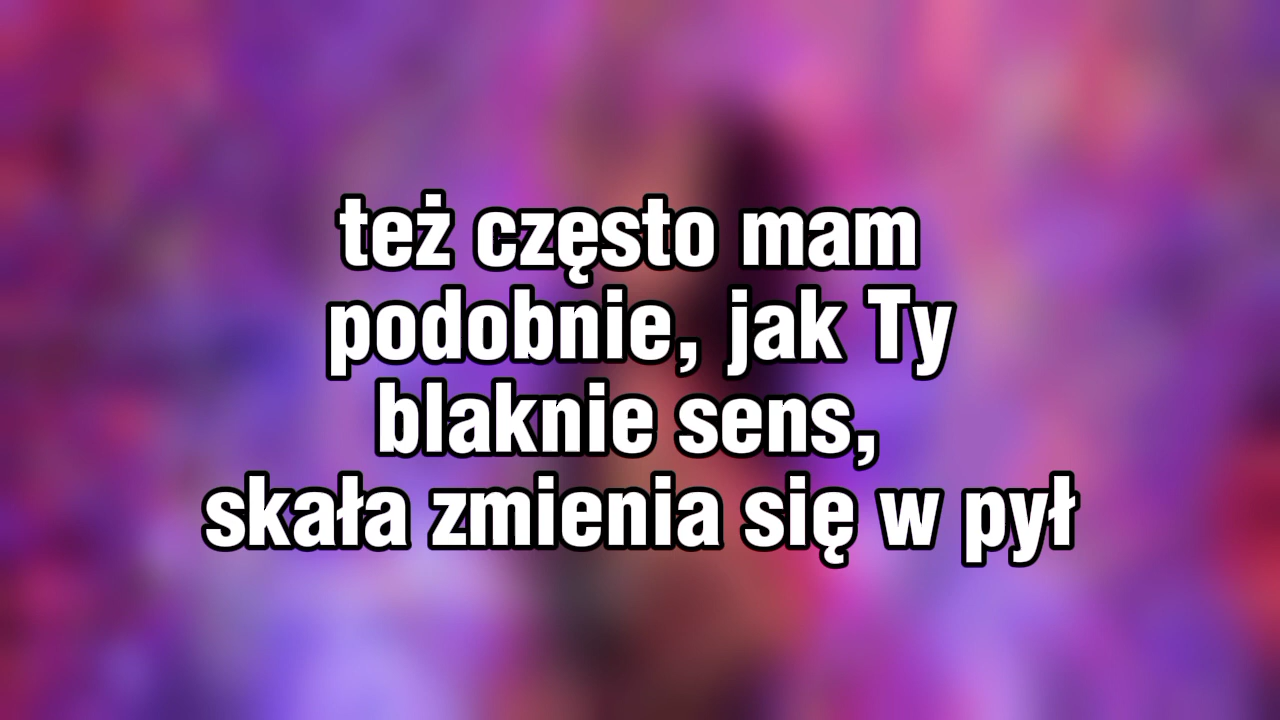 też często mam
podobnie, jak Ty
blaknie sens,
skała zmienia się w pył